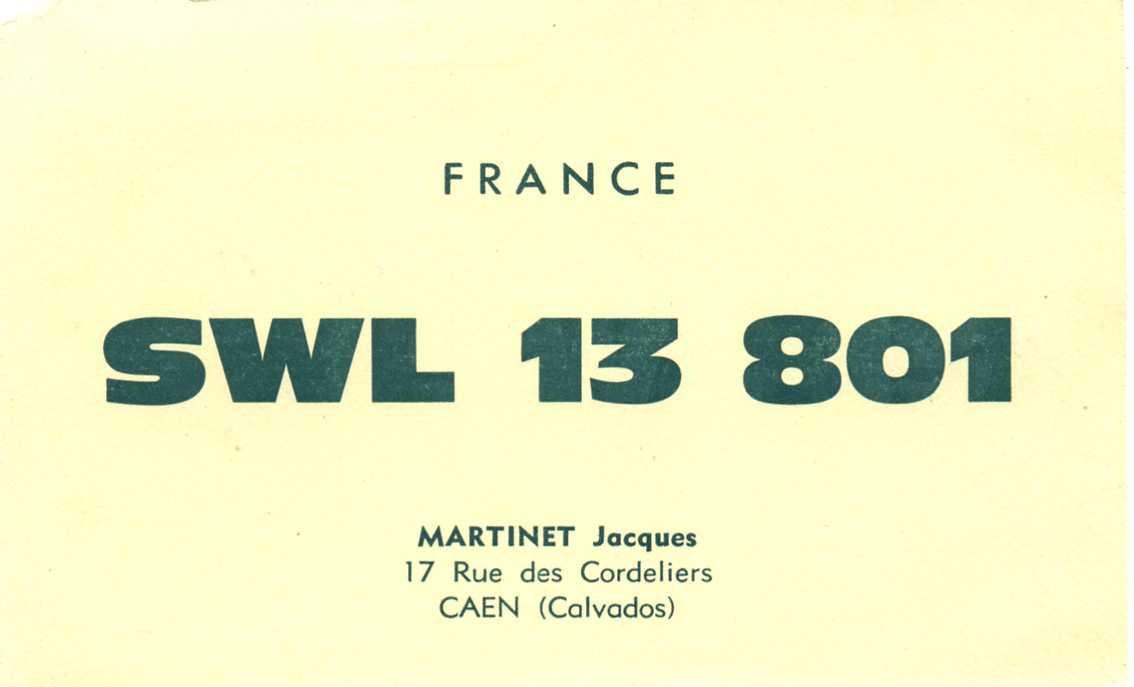 FRANCE
SWL 13 801
MARTINET Jacques
17 Rue des Cordeliers
CAEN (Calvados)